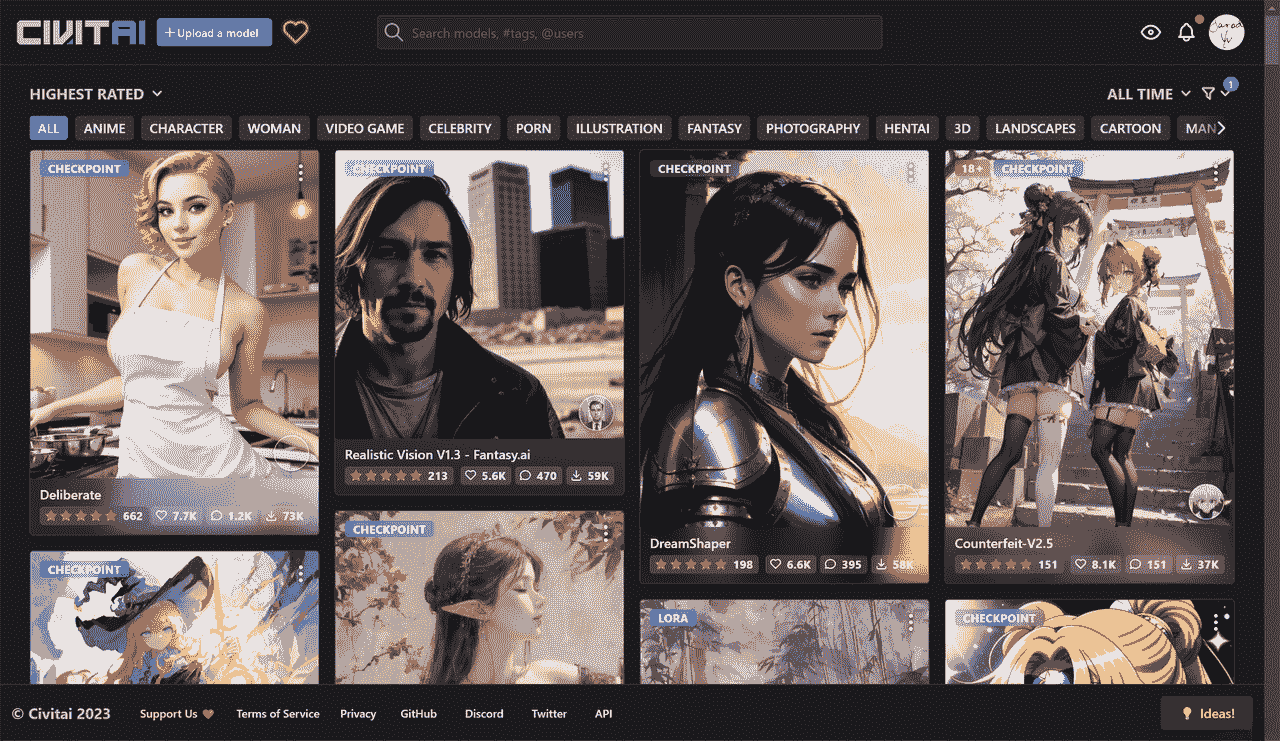 CIVITAI
+Upload a model
Search models, #tags, @users
HIGHEST RATED
ALL TIME
1
ALL
ANIME
CHARACTER
WOMAN
VIDEO GAME
CELEBRITY
PORN
ILLUSTRATION
FANTASY
PHOTOGRAPHY
HENTAI
3D
LANDSCAPES
CARTOON
MAN
CHECKPOINT
Deliberate
662 7.7K 1.2K 73K
CHECKPOINT
Realistic Vision V1.3 - Fantasy.ai
213 5.6K 470 59K
CHECKPOINT
DreamShaper
198 6.6K 395 58K
18+ CHECKPOINT
Counterfeit-V2.5
151 8.1K 151 37K
CHECKPOINT
CHECKPOINT
LORA
CHECKPOINT
© Civitai 2023
Support Us
Terms of Service
Privacy
GitHub
Discord
Twitter
API
Ideas!